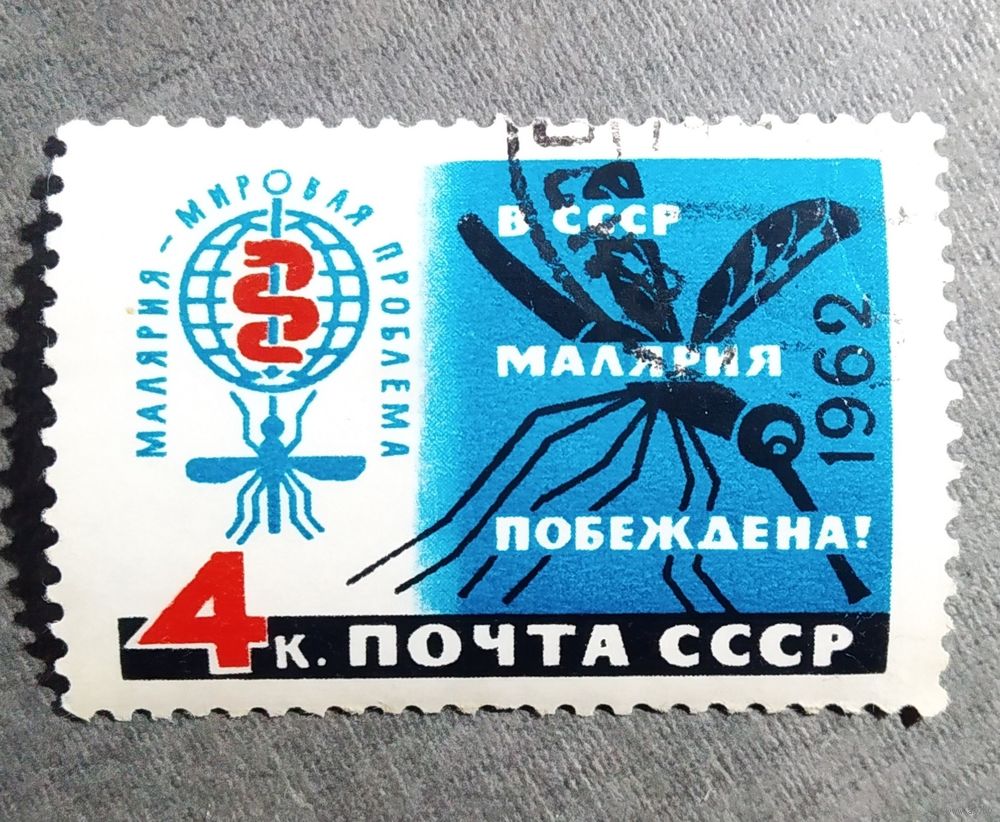 МАЛЯРИЯ – МИРОВАЯ ПРОБЛЕМА
В СССР
МАЛЯРИЯ
ПОБЕЖДЕНА!
1962
4 к. ПОЧТА СССР